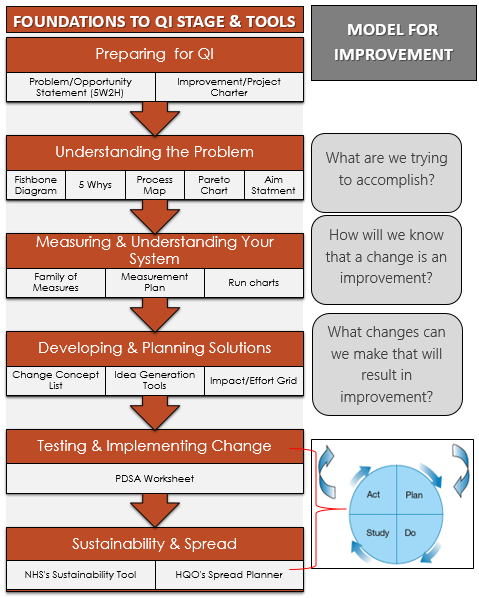 FOUNDATIONS TO QI STAGE & TOOLS
MODEL FOR
IMPROVEMENT
Preparing for QI
Problem/Opportunity
Statement (5W2H)
Improvement/Project
Charter
Understanding the Problem
Fishbone
Diagram
5 Whys
Process
Map
Pareto
Chart
Aim
Statment
What are we trying
to accomplish?
Measuring & Understanding Your
System
Family of
Measures
Measurement
Plan
Run charts
How will we know
that a change is an
improvement?
Developing & Planning Solutions
Change Concept
List
Idea Generation
Tools
Impact/Effort Grid
What changes can
we make that will
result in
improvement?
Testing & Implementing Change
PDSA Worksheet
Act
Plan
Study
Do
Sustainability & Spread
NHS's Sustainability Tool
HQO's Spread Planner